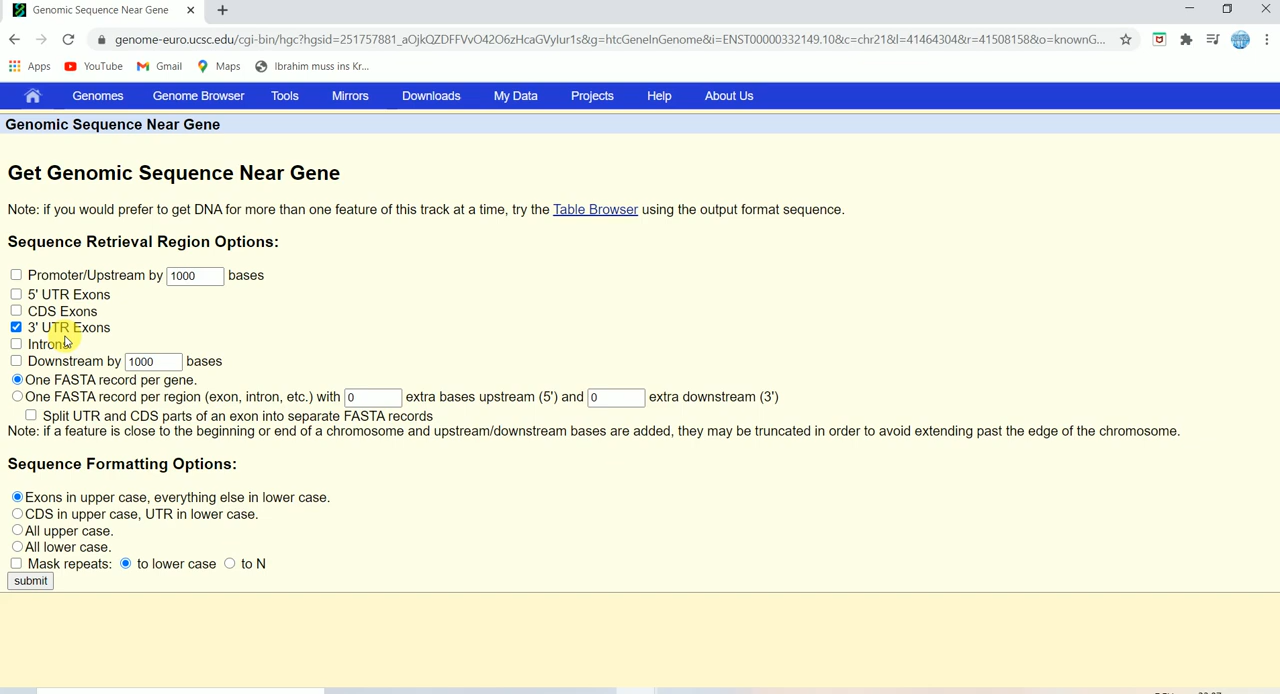 Genomic Sequence Near Gene
genome-euro.ucsc.edu/cgi-bin/hgc?hgsid=251757881_aOjkQZDFFVvO42O6zHcaGVyIur1s&g=htcGeneInGenome&i=ENST00000332149.10&c=chr21&l=41464304&r=41508158&o=knownG...
Apps YouTube Gmail Maps Ibrahim muss ins Kr...
Genomes Genome Browser Tools Mirrors Downloads My Data Projects Help About Us
Genomic Sequence Near Gene
Get Genomic Sequence Near Gene
Note: if you would prefer to get DNA for more than one feature of this track at a time, try the Table Browser using the output format sequence.
Sequence Retrieval Region Options:
Promoter/Upstream by 1000 bases
5' UTR Exons
CDS Exons
3' UTR Exons
Introns
Downstream by 1000 bases
One FASTA record per gene.
One FASTA record per region (exon, intron, etc.) with 0 extra bases upstream (5') and 0 extra downstream (3')
Split UTR and CDS parts of an exon into separate FASTA records
Note: if a feature is close to the beginning or end of a chromosome and upstream/downstream bases are added, they may be truncated in order to avoid extending past the edge of the chromosome.
Sequence Formatting Options:
Exons in upper case, everything else in lower case.
CDS in upper case, UTR in lower case.
All upper case.
All lower case.
Mask repeats: to lower case to N
submit